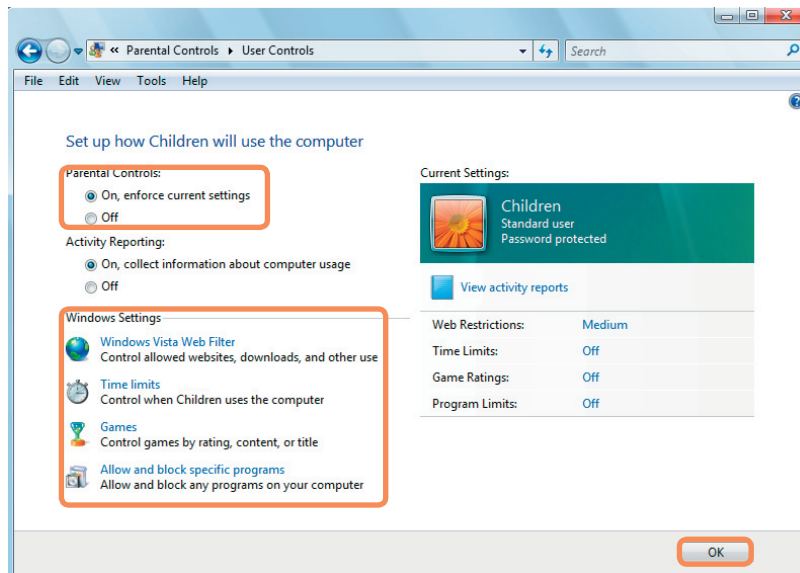 « Parental Controls ▸ User Controls
Search
File Edit View Tools Help
Set up how Children will use the computer
Parental Controls:
On, enforce current settings
Off
Activity Reporting:
On, collect information about computer usage
Off
Windows Settings
Windows Vista Web Filter
Control allowed websites, downloads, and other use
Time limits
Control when Children uses the computer
Games
Control games by rating, content, or title
Allow and block specific programs
Allow and block any programs on your computer
Current Settings:
Children
Standard user
Password protected
View activity reports
Web Restrictions: Medium
Time Limits: Off
Game Ratings: Off
Program Limits: Off
OK